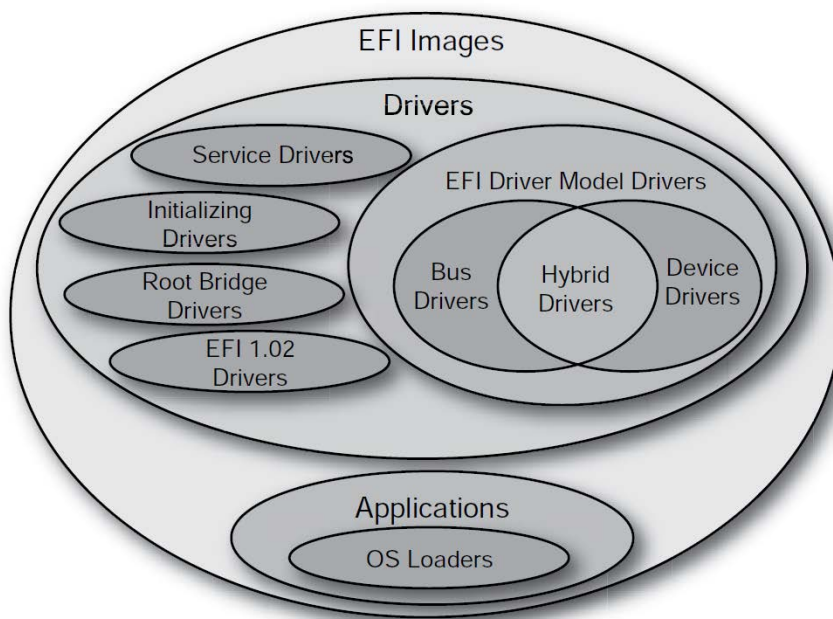 EFI Images
Drivers
Service Drivers
EFI Driver Model Drivers
Initializing
Drivers
Root Bridge
Drivers
EFI 1.02
Drivers
Bus
Drivers
Hybrid
Drivers
Device
Drivers
Applications
OS Loaders